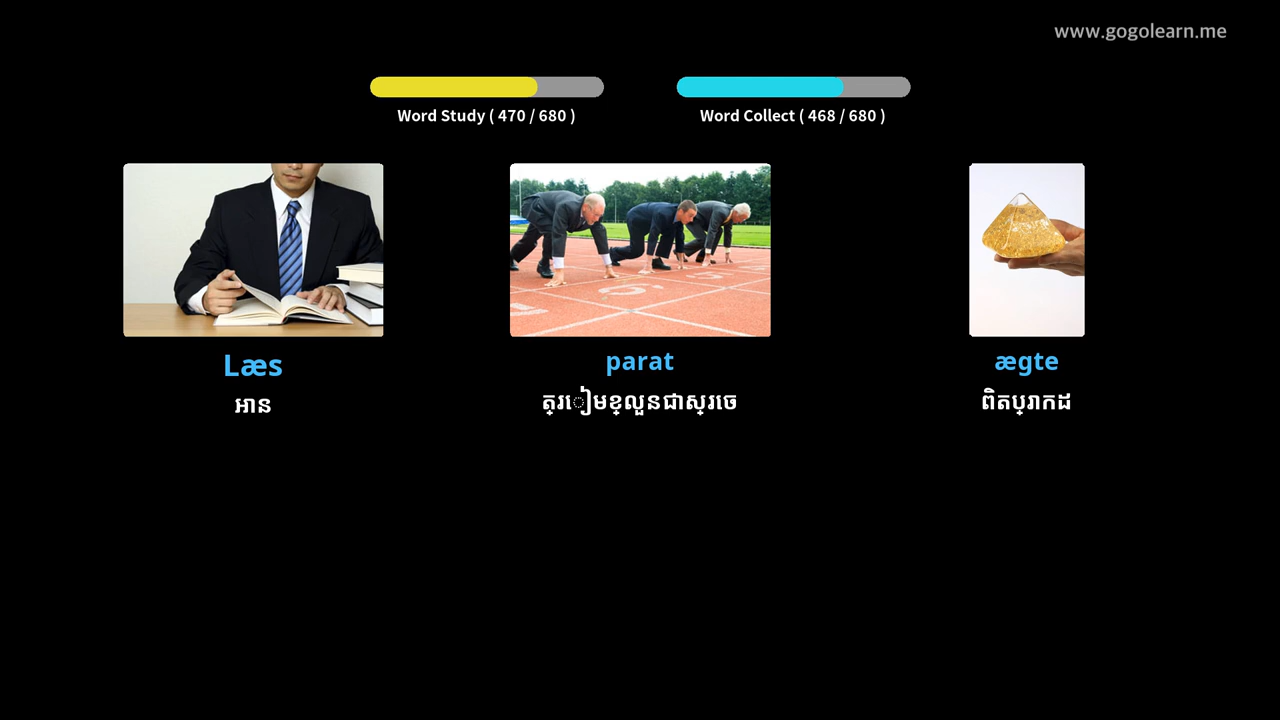 www.gogolearn.me
Word Study ( 470 / 680 )
Word Collect ( 468 / 680 )
Læs
parat
ægte
អាន
ត្រៀមខ្លួនជាស្រេច
ពិតប្រាកដ